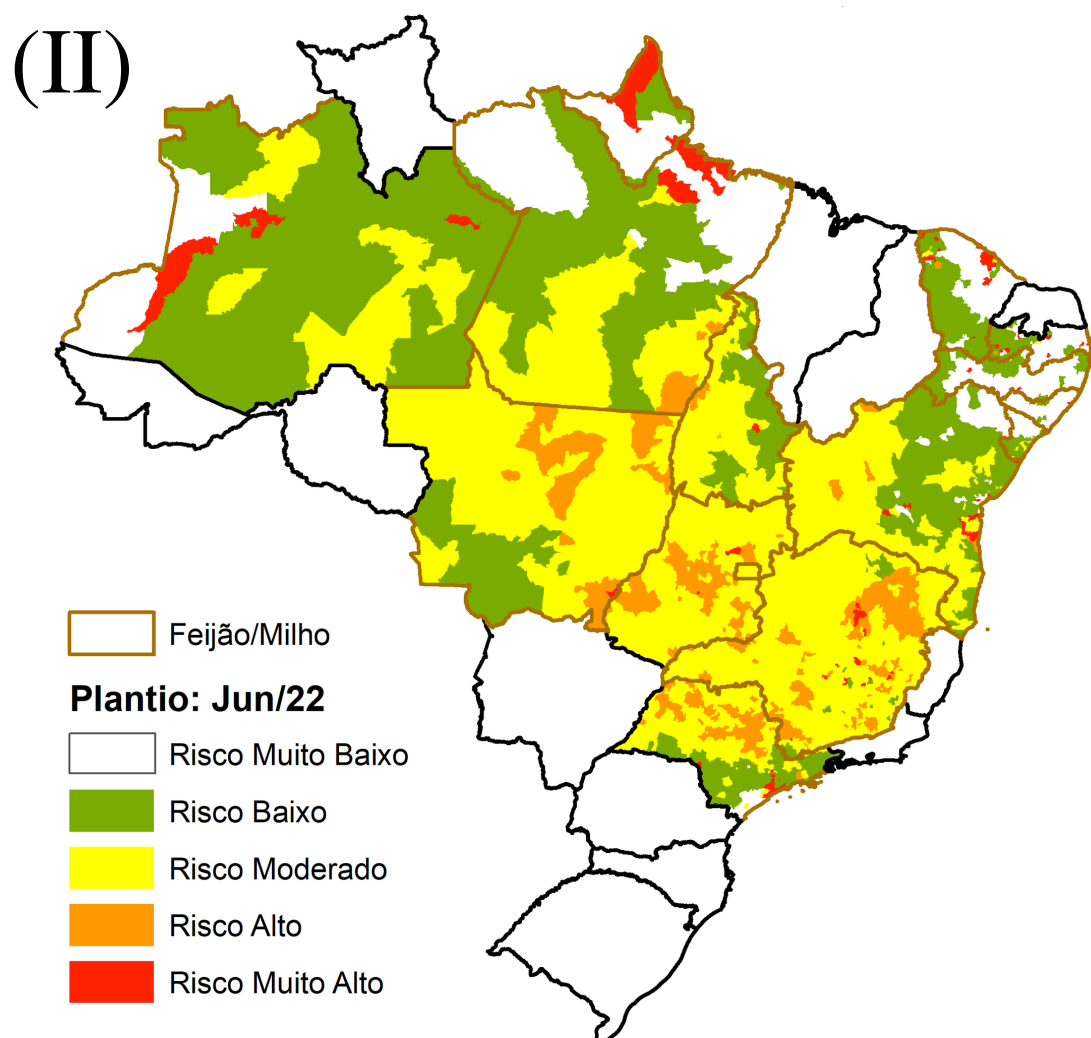 (II)
Feijão/Milho
Plantio: Jun/22
Risco Muito Baixo
Risco Baixo
Risco Moderado
Risco Alto
Risco Muito Alto